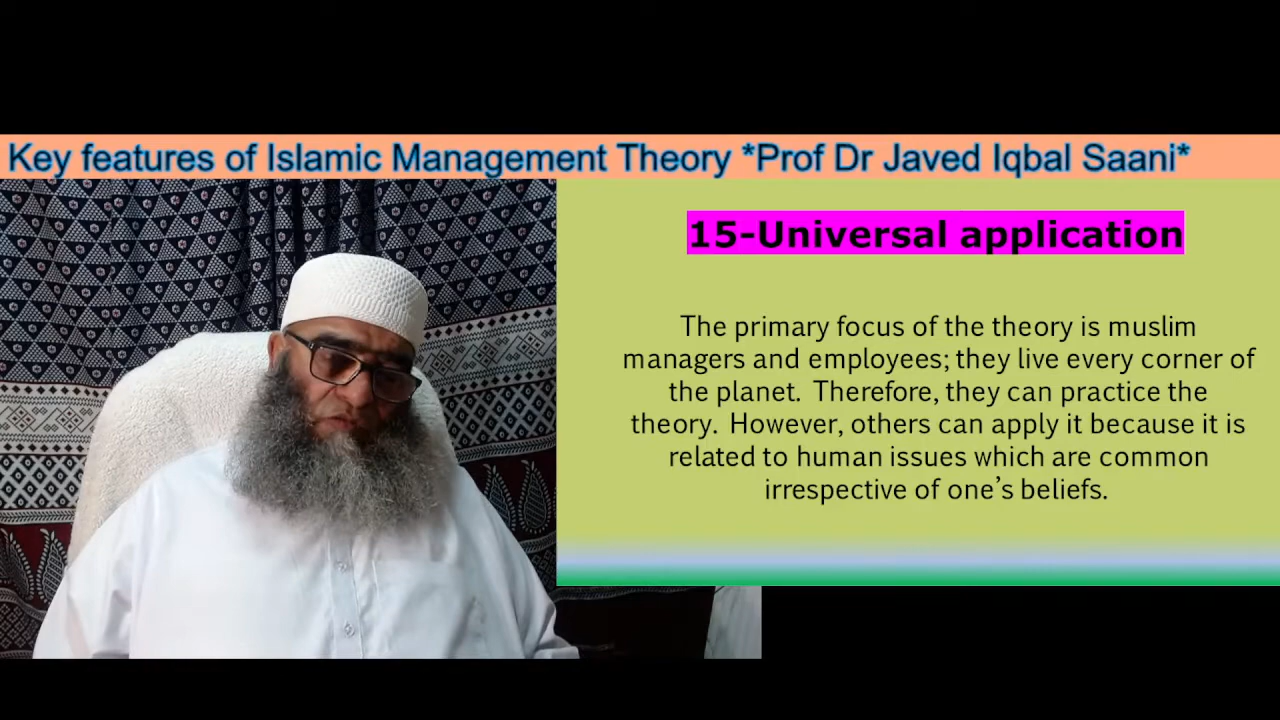 Key features of Islamic Management Theory *Prof Dr Javed Iqbal Saani*
15-Universal application
The primary focus of the theory is muslim
managers and employees; they live every corner of
the planet. Therefore, they can practice the
theory. However, others can apply it because it is
related to human issues which are common
irrespective of one’s beliefs.